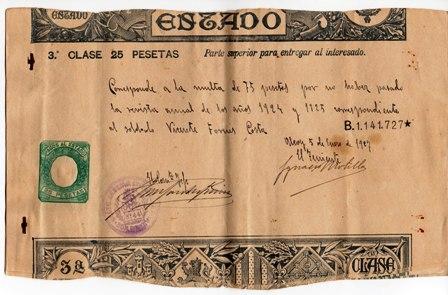 ESTADO
3.ª CLASE 25 PESETAS Parte superior para entregar al interesado.
Corresponde a la multa de 75 pesetas por no haber pasado
la revista anual de los años 1924 y 1925 correspondiente
al soldado Vicente Costa
B.1.141.727★
Alcoy 5 de Enero de 1927
El Teniente
PESETAS
3ª CLASE